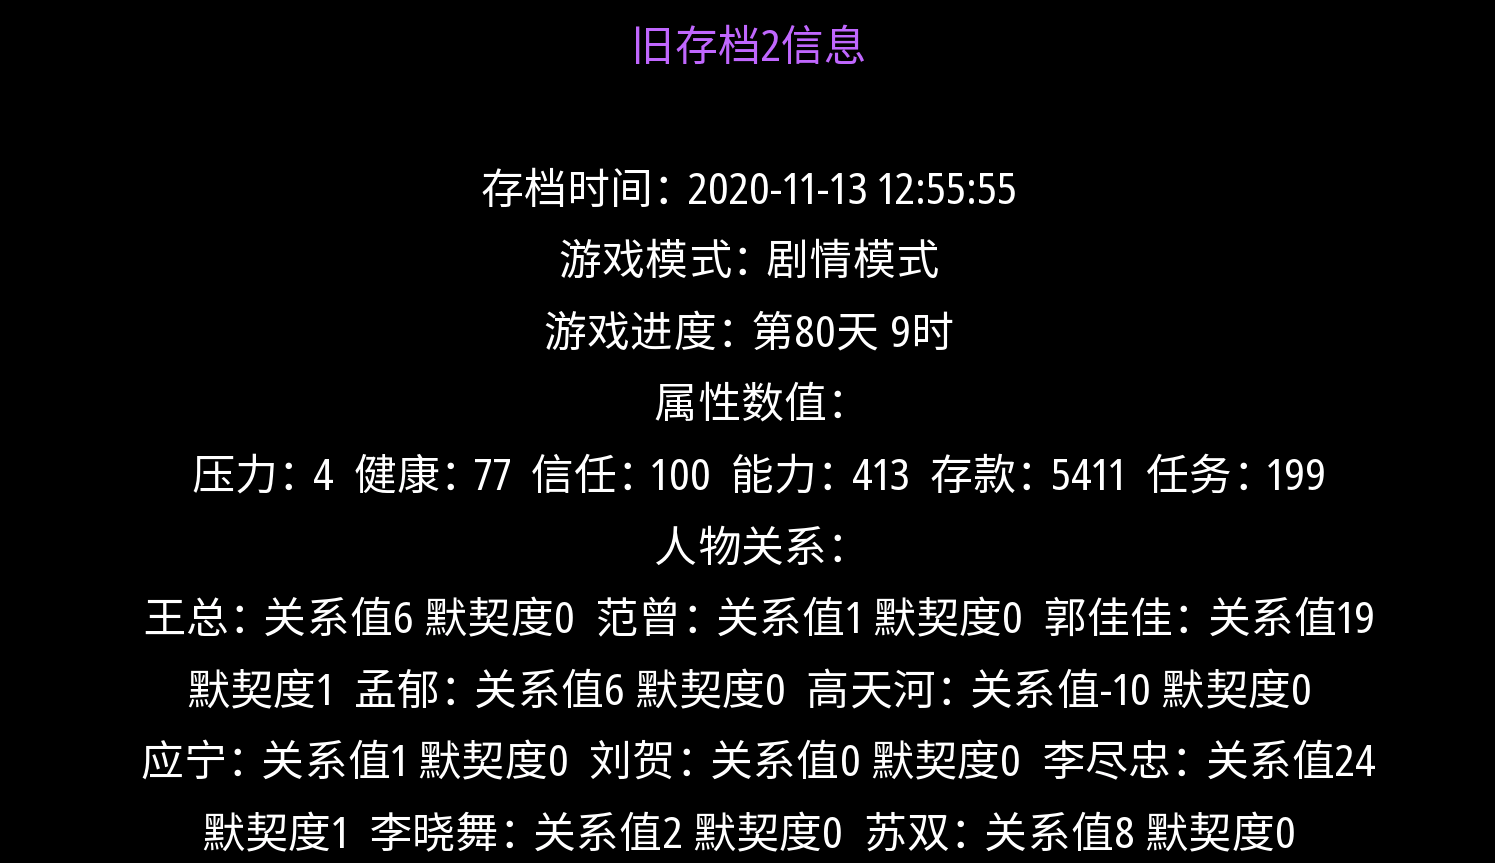 旧存档2信息
存档时间：2020-11-13 12:55:55
游戏模式：剧情模式
游戏进度：第80天 9时
属性数值：
压力：4 健康：77 信任：100 能力：413 存款：5411 任务：199
人物关系：
王总：关系值6 默契度0 范曾：关系值1 默契度0 郭佳佳：关系值19
默契度1 孟郁：关系值6 默契度0 高天河：关系值-10 默契度0
应宁：关系值1 默契度0 刘贺：关系值0 默契度0 李尽忠：关系值24
默契度1 李晓舞：关系值2 默契度0 苏双：关系值8 默契度0